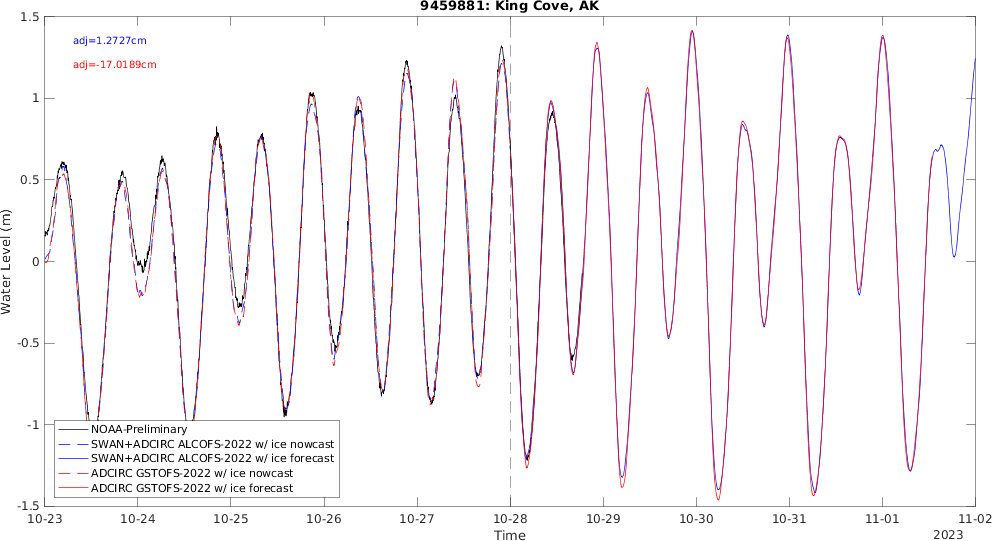 9459881: King Cove, AK
adj=1.2727cm
adj=-17.0189cm
Water Level (m)
1.5
1
0.5
0
-0.5
-1
-1.5
NOAA-Preliminary
SWAN+ADCIRC ALCOFS-2022 w/ ice nowcast
SWAN+ADCIRC ALCOFS-2022 w/ ice forecast
ADCIRC GSTOFS-2022 w/ ice nowcast
ADCIRC GSTOFS-2022 w/ ice forecast
10-23 10-24 10-25 10-26 10-27 10-28 10-29 10-30 10-31 11-01 11-02
Time
2023